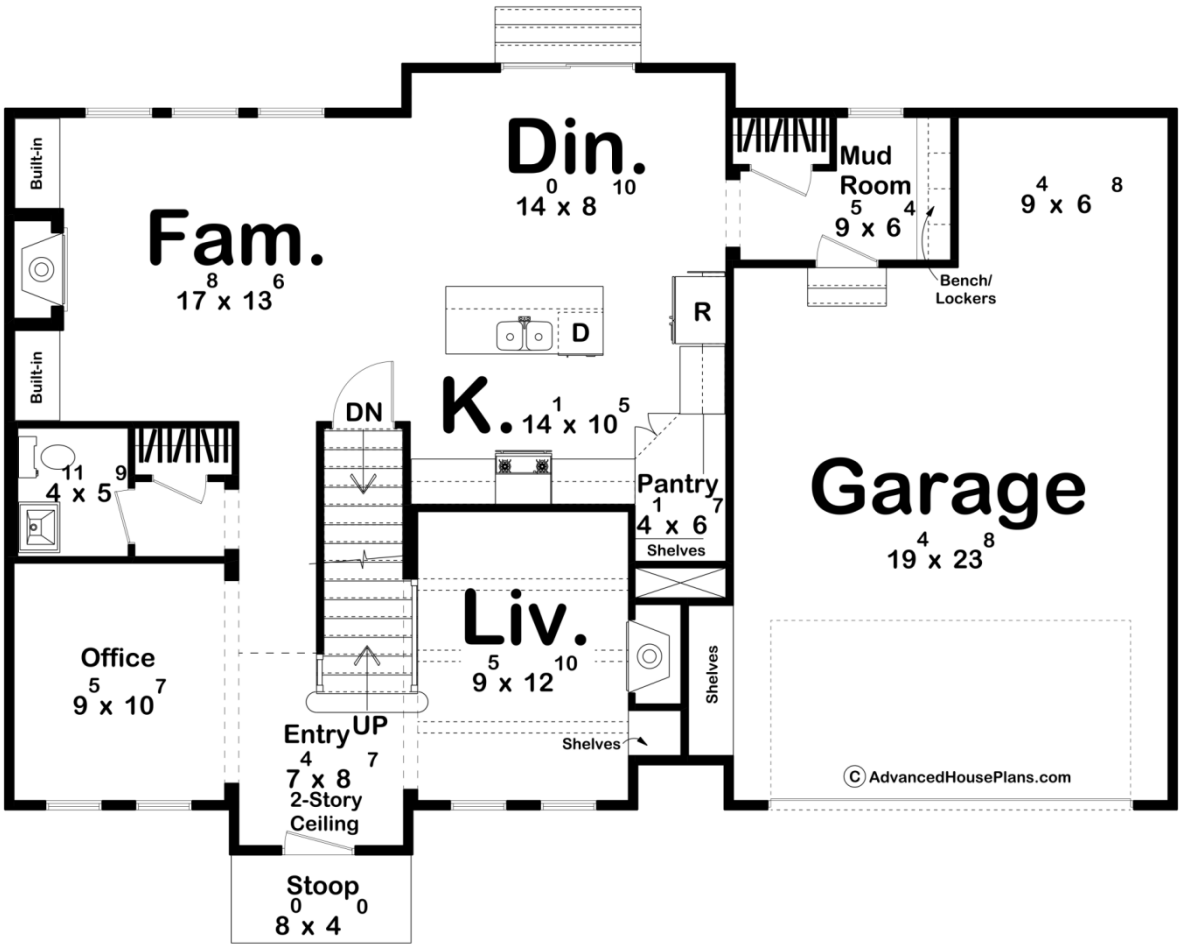 Din.
14⁰ x 8¹⁰
Built-in
Mud
Room
9⁵ x 6⁴
9⁴ x 6⁸
Fam.
17⁸ x 13⁶
Bench/
Lockers
R
D
Built-in
DN
K. 14¹ x 10⁵
4¹¹ x 5⁹
Pantry
4¹ x 6⁷
Shelves
Garage
19⁴ x 23⁸
Liv.
9⁵ x 12¹⁰
Office
9⁵ x 10⁷
Shelves
UP
Entry
7⁴ x 8⁷
2-Story
Ceiling
Shelves
© AdvancedHousePlans.com
Stoop
8⁰ x 4⁰